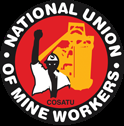 NATIONAL UNION
OF MINE WORKERS
COSATU